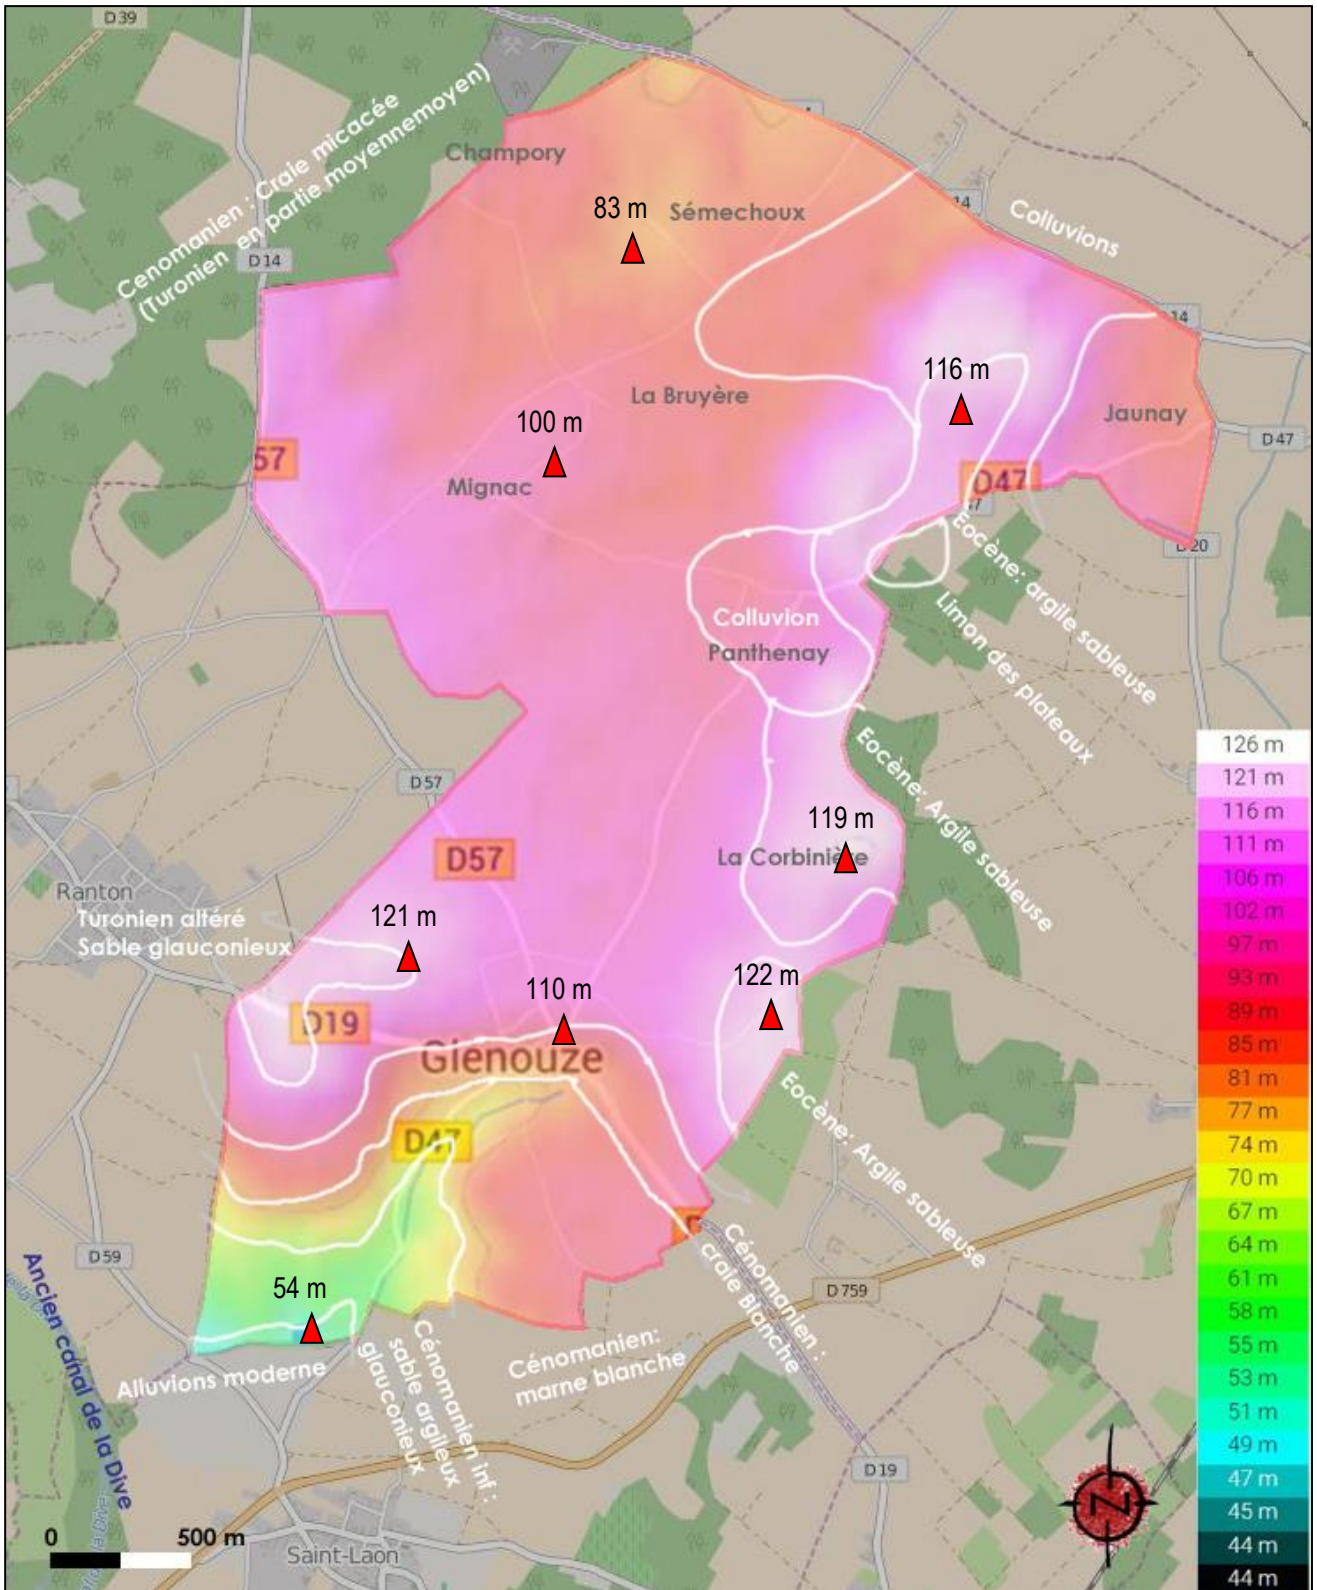 D39
Cenomanien : Craie micacée
(Turonien en partie moyennemoyen)
Champory
83 m
Sémechoux
14
Colluvions
D14
14
116 m
La Bruyère
Jaunay
100 m
57
D47
Mignac
D47
7
D20
Eocène: argile sableuse
Limon des plateaux
Colluvion
Panthenay
Eocène: Argile sableuse
D57
119 m
La Corbinière
D57
Ranton
Turonien altéré
Sable glauconieux
121 m
122 m
110 m
D19
Glénouze
Eocène: Argile sableuse
D47
D59
Cénomanien :
craie Blanche
D759
54 m
Ancien canal de la Dive
Alluvions moderne
Cénomanien inf :
sable argileux
glauconieux
Cénomanien:
marne blanche
D19
0 500 m
Saint-Laon
N
126 m
121 m
116 m
111 m
106 m
102 m
97 m
93 m
89 m
85 m
81 m
77 m
74 m
70 m
67 m
64 m
61 m
58 m
55 m
53 m
51 m
49 m
47 m
45 m
44 m
44 m